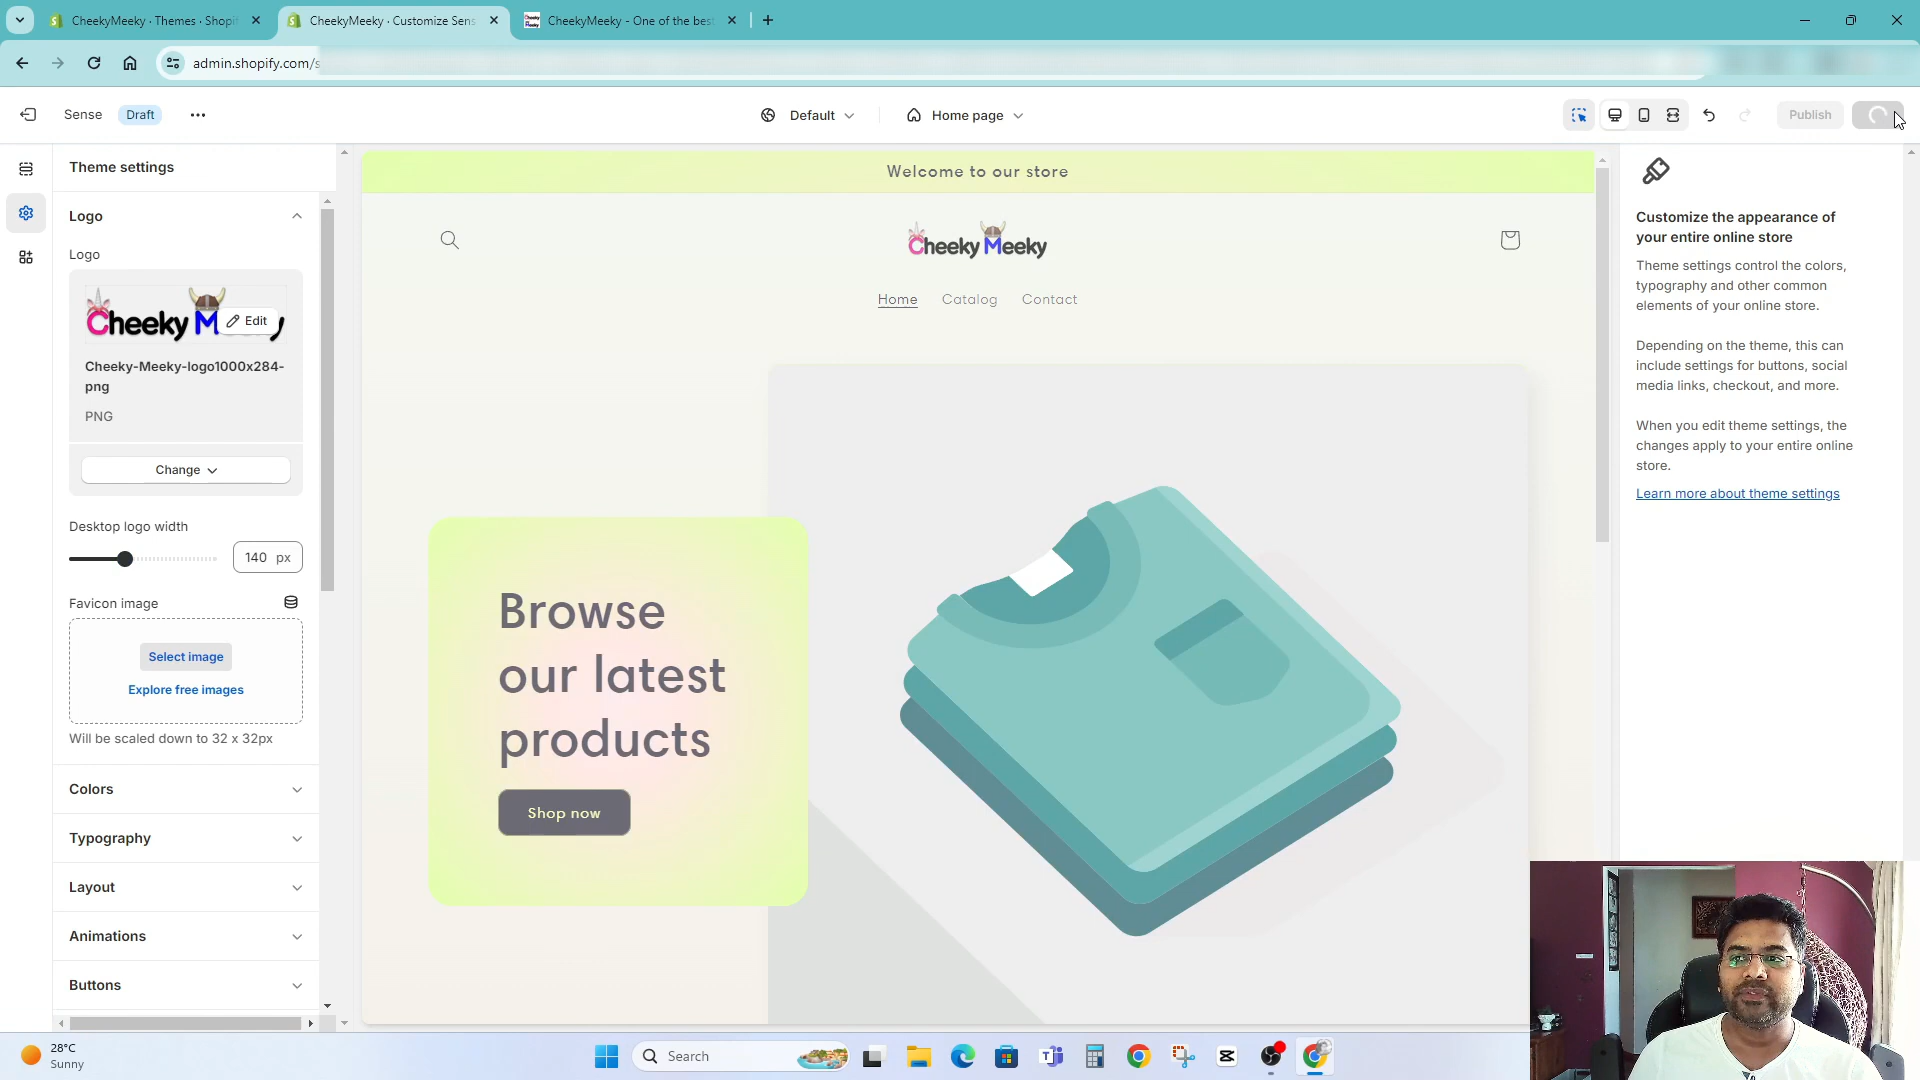 CheekyMeeky · Themes · Shopif
CheekyMeeky · Customize Sens
CheekyMeeky - One of the best
admin.shopify.com/s
Sense
Draft
Default
Home page
Publish
Theme settings
Logo
Logo
Cheeky M
Edit
Cheeky-Meeky-logo1000x284-
png
PNG
Change
Desktop logo width
140 px
Favicon image
Select image
Explore free images
Will be scaled down to 32 x 32px
Colors
Typography
Layout
Animations
Buttons
Welcome to our store
Cheeky Meeky
Home
Catalog
Contact
Browse
our latest
products
Shop now
Customize the appearance of
your entire online store
Theme settings control the colors,
typography and other common
elements of your online store.
Depending on the theme, this can
include settings for buttons, social
media links, checkout, and more.
When you edit theme settings, the
changes apply to your entire online
store.
Learn more about theme settings
28°C
Sunny
Search